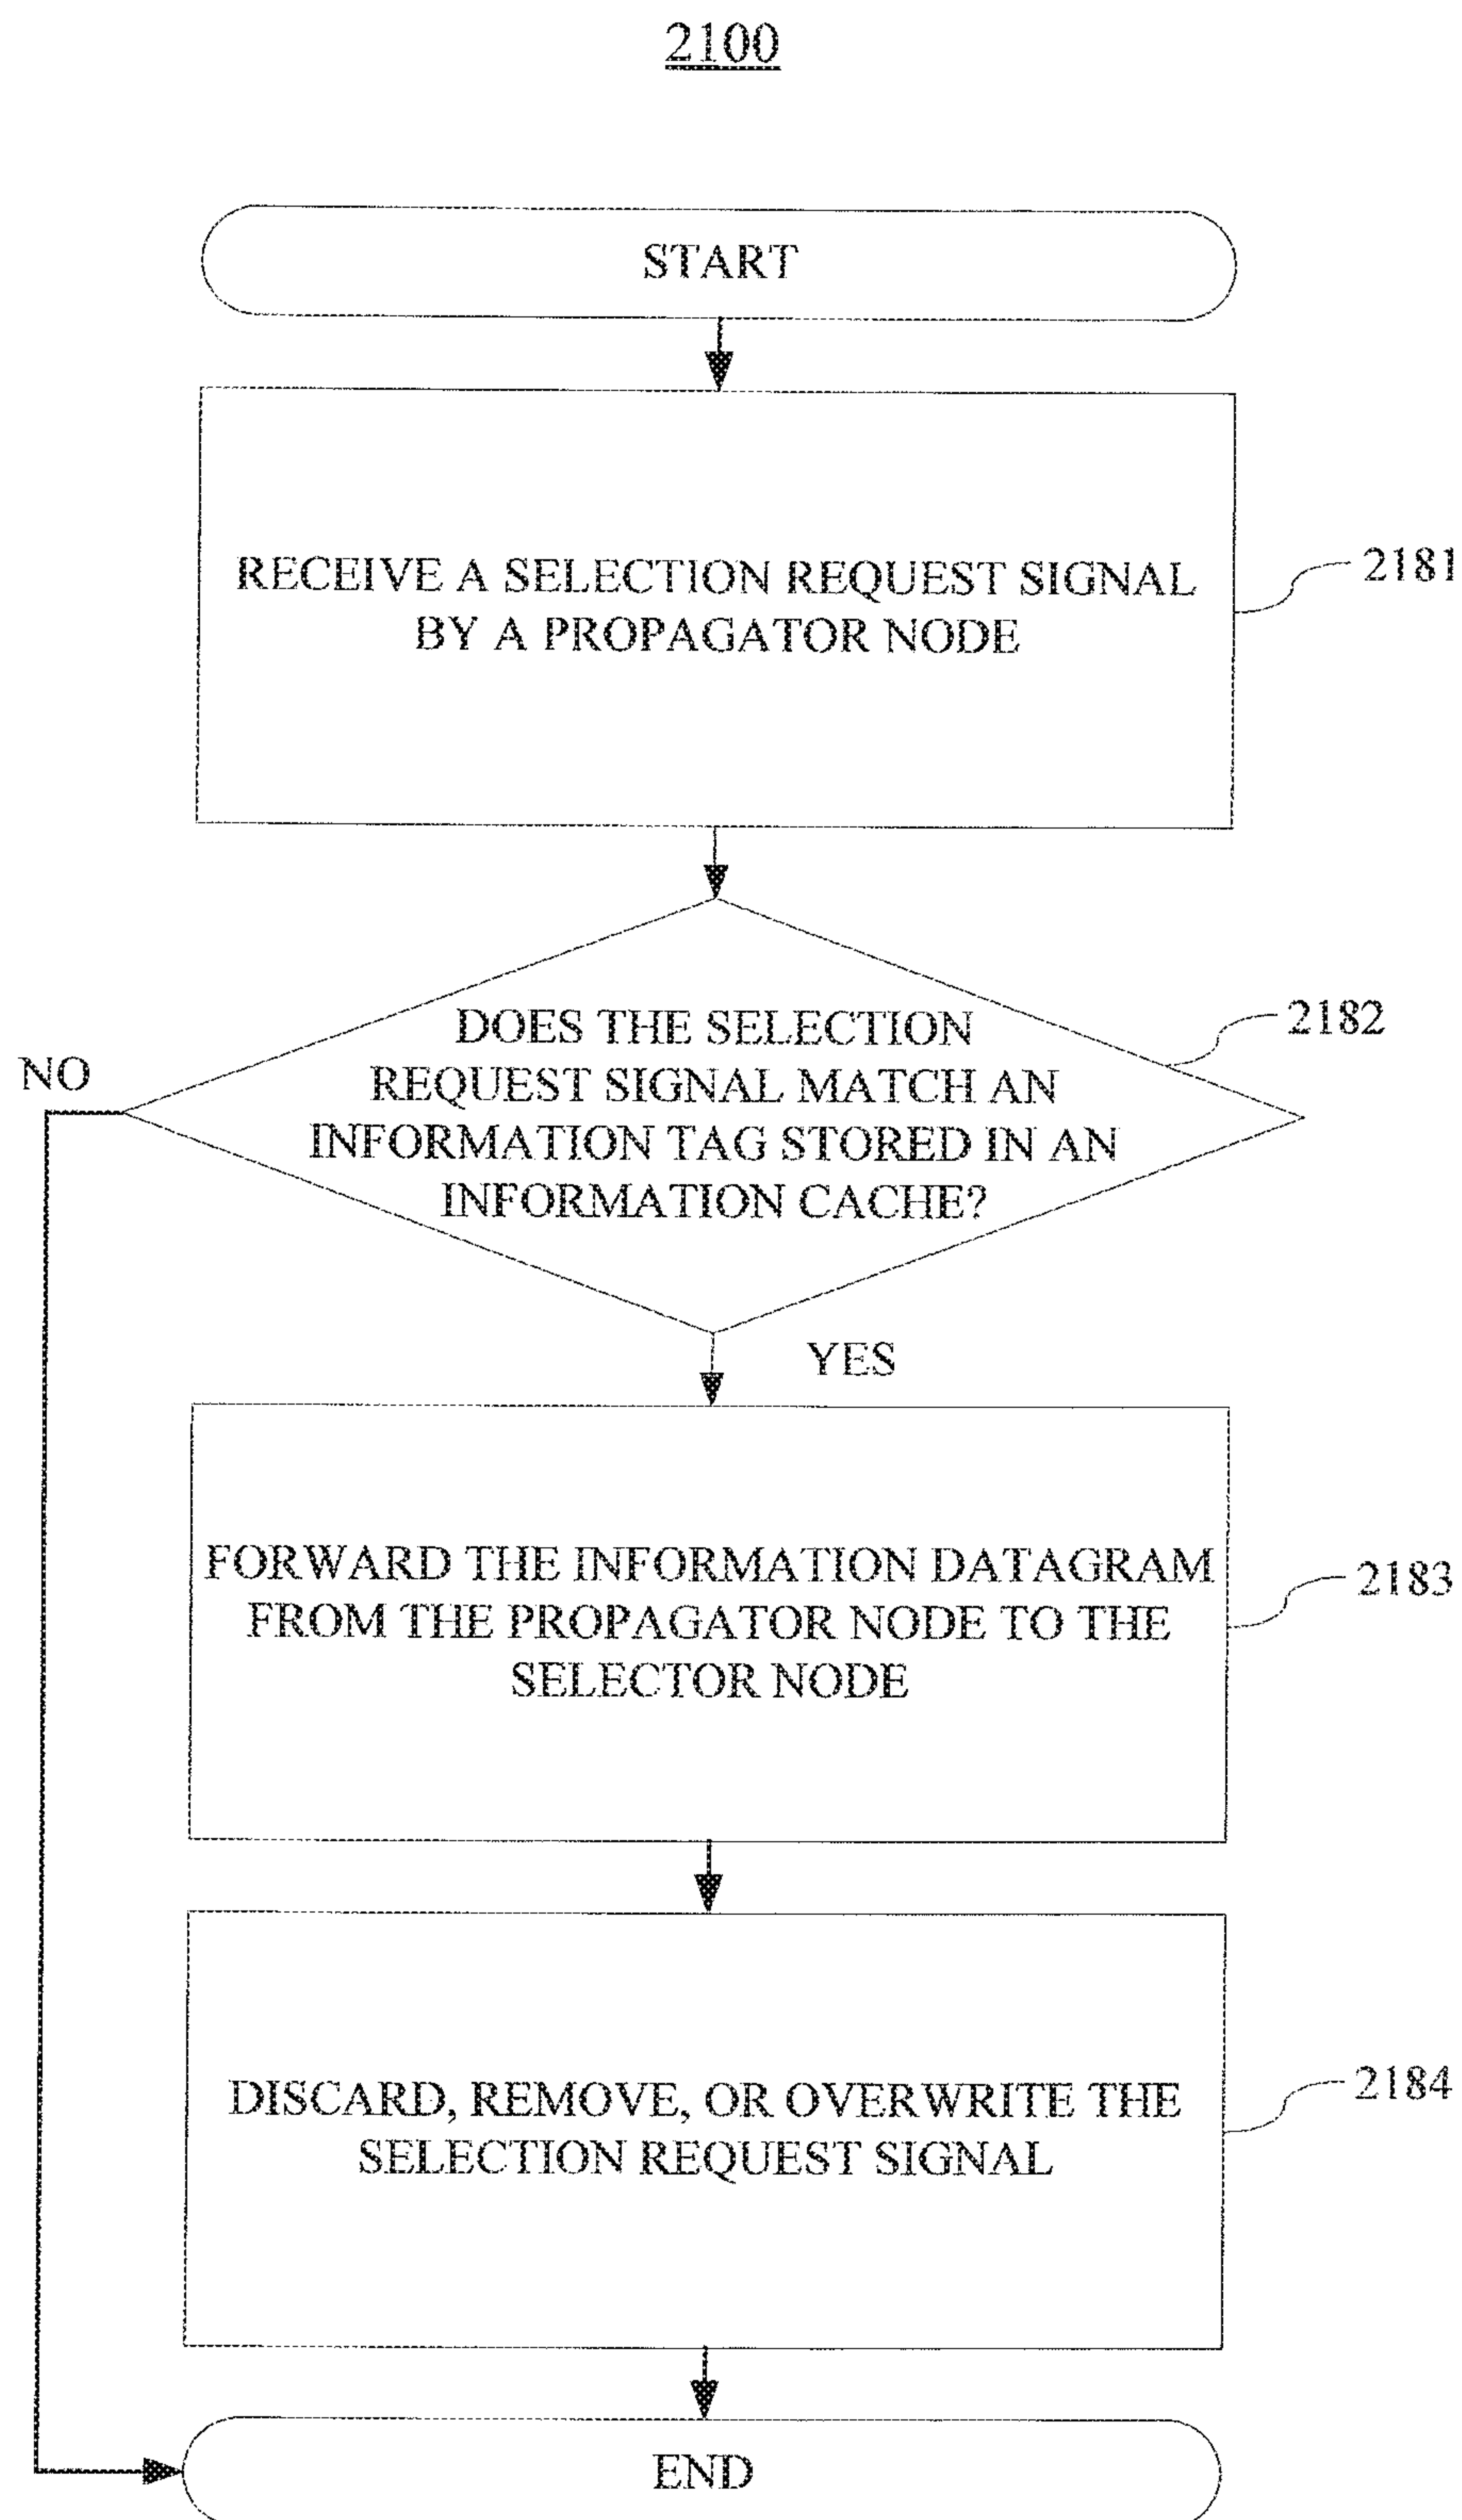 2100
START
RECEIVE A SELECTION REQUEST SIGNAL
BY A PROPAGATOR NODE
2181
DOES THE SELECTION
REQUEST SIGNAL MATCH AN
INFORMATION TAG STORED IN AN
INFORMATION CACHE?
2182
NO
YES
FORWARD THE INFORMATION DATAGRAM
FROM THE PROPAGATOR NODE TO THE
SELECTOR NODE
2183
DISCARD, REMOVE, OR OVERWRITE THE
SELECTION REQUEST SIGNAL
2184
END